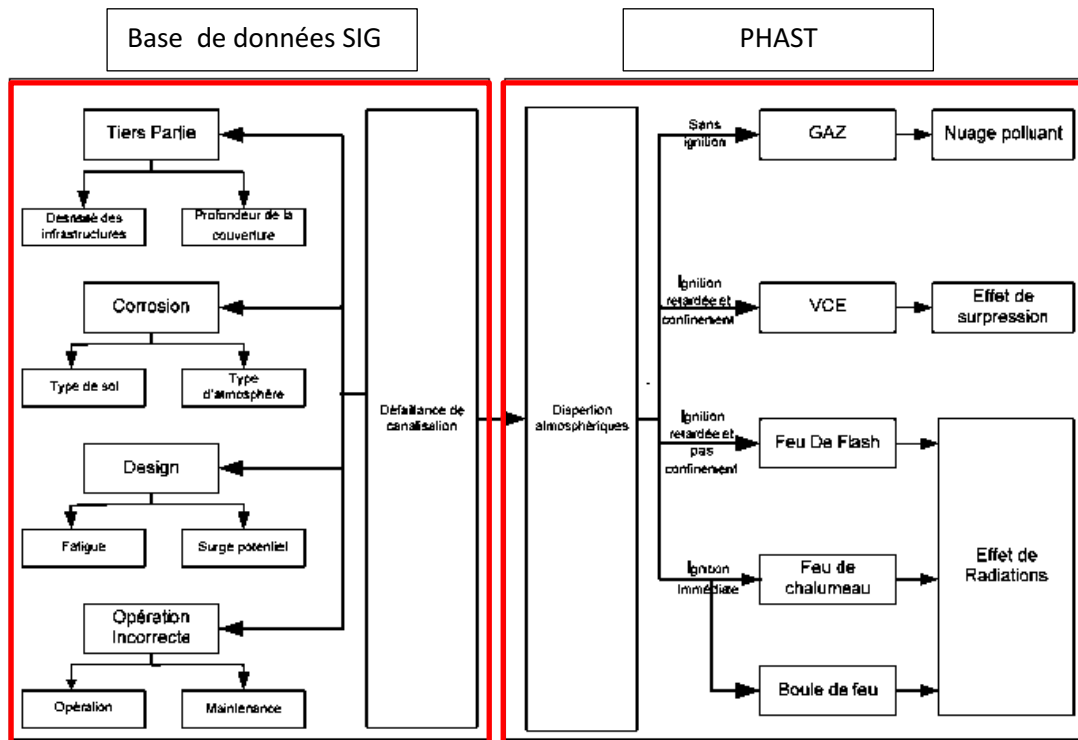 Base de données SIG
PHAST
Tiers Partie
infrastructures
Profondeur de la
couverture
Corrosion
Type de sol
Type
d'atmosphère
Design
Fatigue
Surge potentiel
Opération
Incorrecte
Opération
Maintenance
Défaillance de
canalisation
Dispertion
atmosphériques
Sans
ignition
GAZ
Nuage polluant
Ignition
retardée et
confinement
VCE
Effet de
surpression
Ignition
retardée et
pas
confinement
Feu De Flash
Ignition
Immédiate
Feu de
chalumeau
Boule de feu
Effet de
Radiations